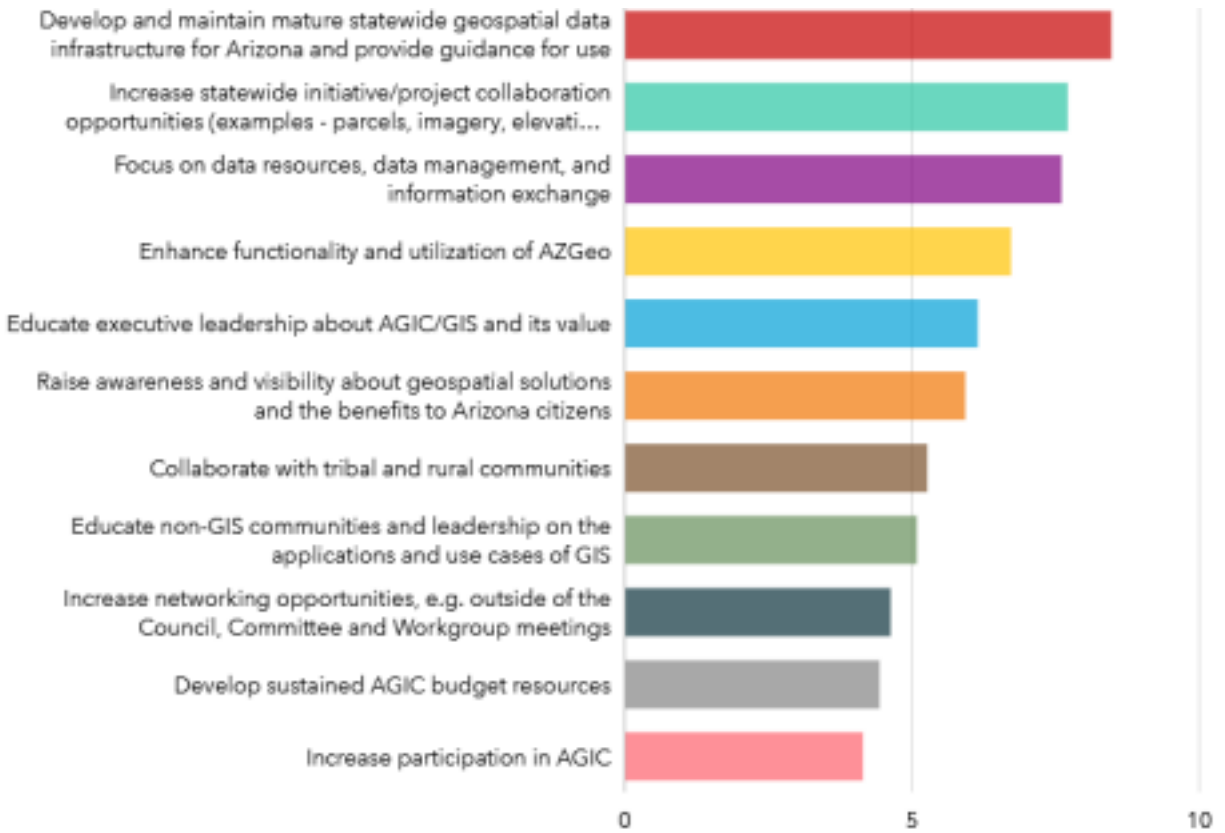 Develop and maintain mature statewide geospatial data
infrastructure for Arizona and provide guidance for use
Increase statewide initiative/project collaboration
opportunities (examples - parcels, imagery, elevati...
Focus on data resources, data management, and
information exchange
Enhance functionality and utilization of AZGeo
Educate executive leadership about AGIC/GIS and its value
Raise awareness and visibility about geospatial solutions
and the benefits to Arizona citizens
Collaborate with tribal and rural communities
Educate non-GIS communities and leadership on the
applications and use cases of GIS
Increase networking opportunities, e.g. outside of the
Council, Committee and Workgroup meetings
Develop sustained AGIC budget resources
Increase participation in AGIC
0 5 10